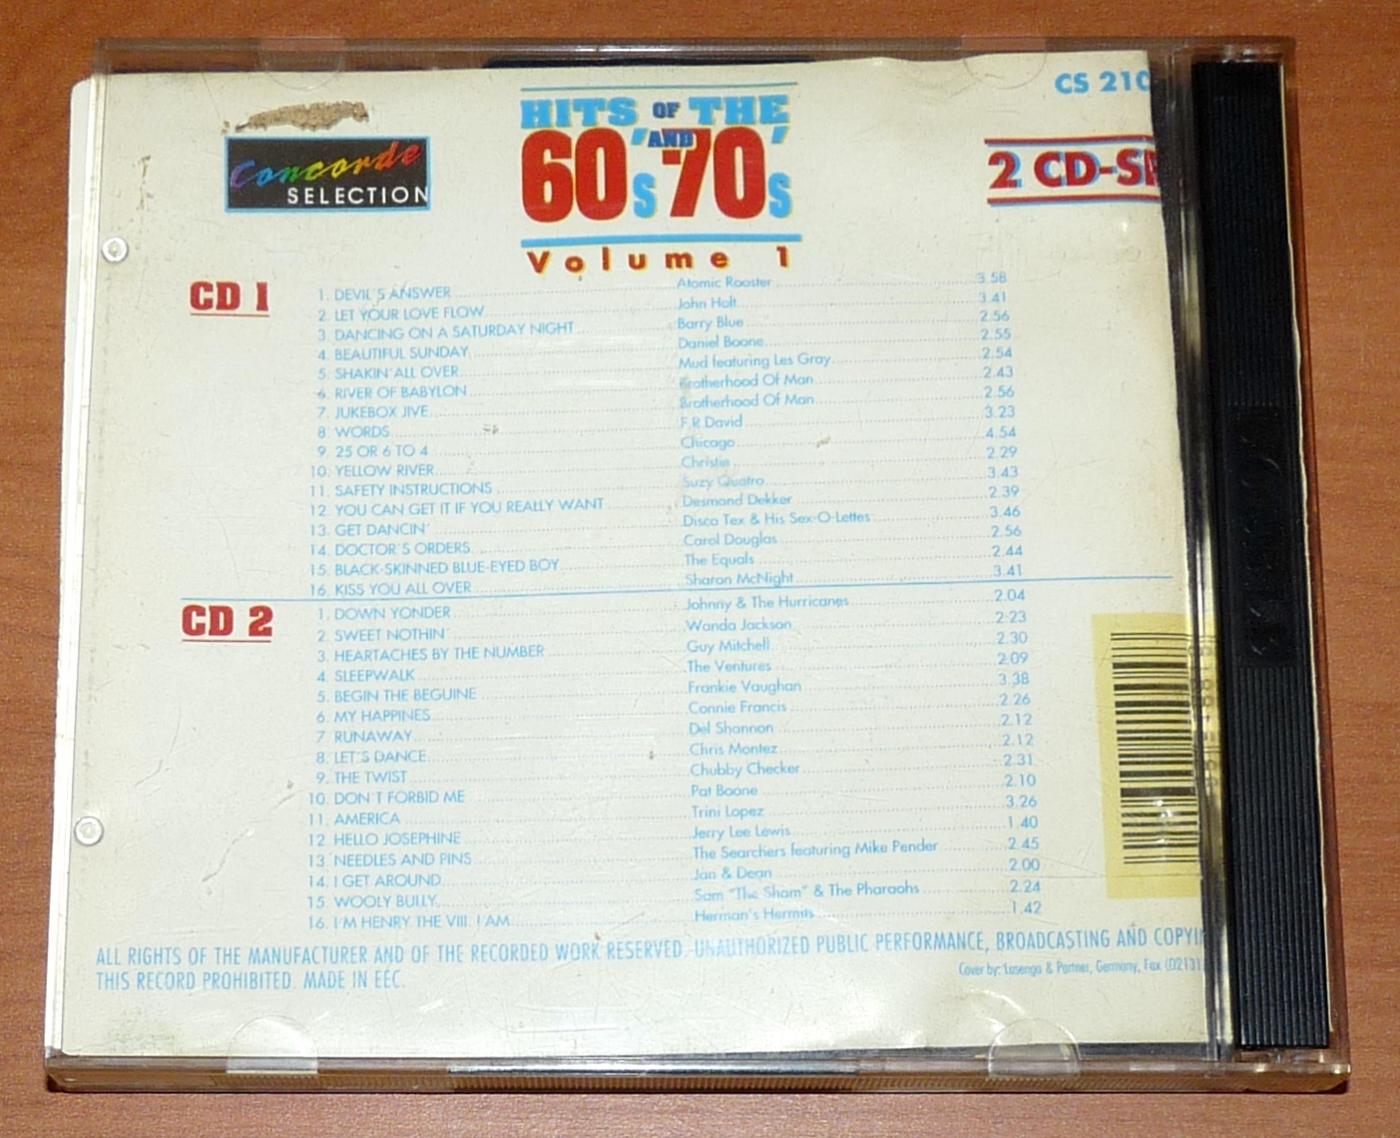 CS 210
HITS OF THE
60's AND 70's
Concorde
SELECTION
2 CD-SE
Volume 1
CD 1
1. DEVIL'S ANSWER Atomic Rooster 3.58
2. LET YOUR LOVE FLOW John Holt 3.41
3. DANCING ON A SATURDAY NIGHT Barry Blue 2.56
4. BEAUTIFUL SUNDAY Daniel Boone 2.55
5. SHAKIN' ALL OVER Mud featuring Les Gray 2.54
6. RIVER OF BABYLON Brotherhood Of Man 2.43
7. JUKEBOX JIVE Brotherhood Of Man 2.56
8. WORDS F.R.David 3.23
9. 25 OR 6 TO 4 Chicago 4.54
10. YELLOW RIVER Christie 2.29
11. SAFETY INSTRUCTIONS Suzy Quatro 3.43
12. YOU CAN GET IT IF YOU REALLY WANT Desmand Dekker 2.39
13. GET DANCIN' Disco Tex & His Sex-O-Lettes 3.46
14. DOCTOR'S ORDERS Carol Douglas 2.56
15. BLACK-SKINNED BLUE-EYED BOY The Equals 2.44
16. KISS YOU ALL OVER Sharon McNight 3.41
CD 2
1. DOWN YONDER Johnny & The Hurricanes 2.04
2. SWEET NOTHIN' Wanda Jackson 2.23
3. HEARTACHES BY THE NUMBER Guy Mitchell 2.30
4. SLEEPWALK The Ventures 2.09
5. BEGIN THE BEGUINE Frankie Vaughan 3.38
6. MY HAPPINES Connie Francis 2.26
7. RUNAWAY Del Shannon 2.12
8. LET'S DANCE Chris Montez 2.12
9. THE TWIST Chubby Checker 2.31
10. DON'T FORBID ME Pat Boone 2.10
11. AMERICA Trini Lopez 3.26
12. HELLO JOSEPHINE Jerry Lee Lewis 1.40
13. NEEDLES AND PINS The Searchers featuring Mike Pender 2.45
14. I GET AROUND Jan & Dean 2.00
15. WOOLY BULLY Sam "The Sham" & The Pharaohs 2.24
16. I'M HENRY THE VIII. I AM Herman's Hermits 1.42
ALL RIGHTS OF THE MANUFACTURER AND OF THE RECORDED WORK RESERVED. UNAUTHORIZED PUBLIC PERFORMANCE, BROADCASTING AND COPYIN
THIS RECORD PROHIBITED. MADE IN EEC.
Cover by: & Partner, Germany, Fax